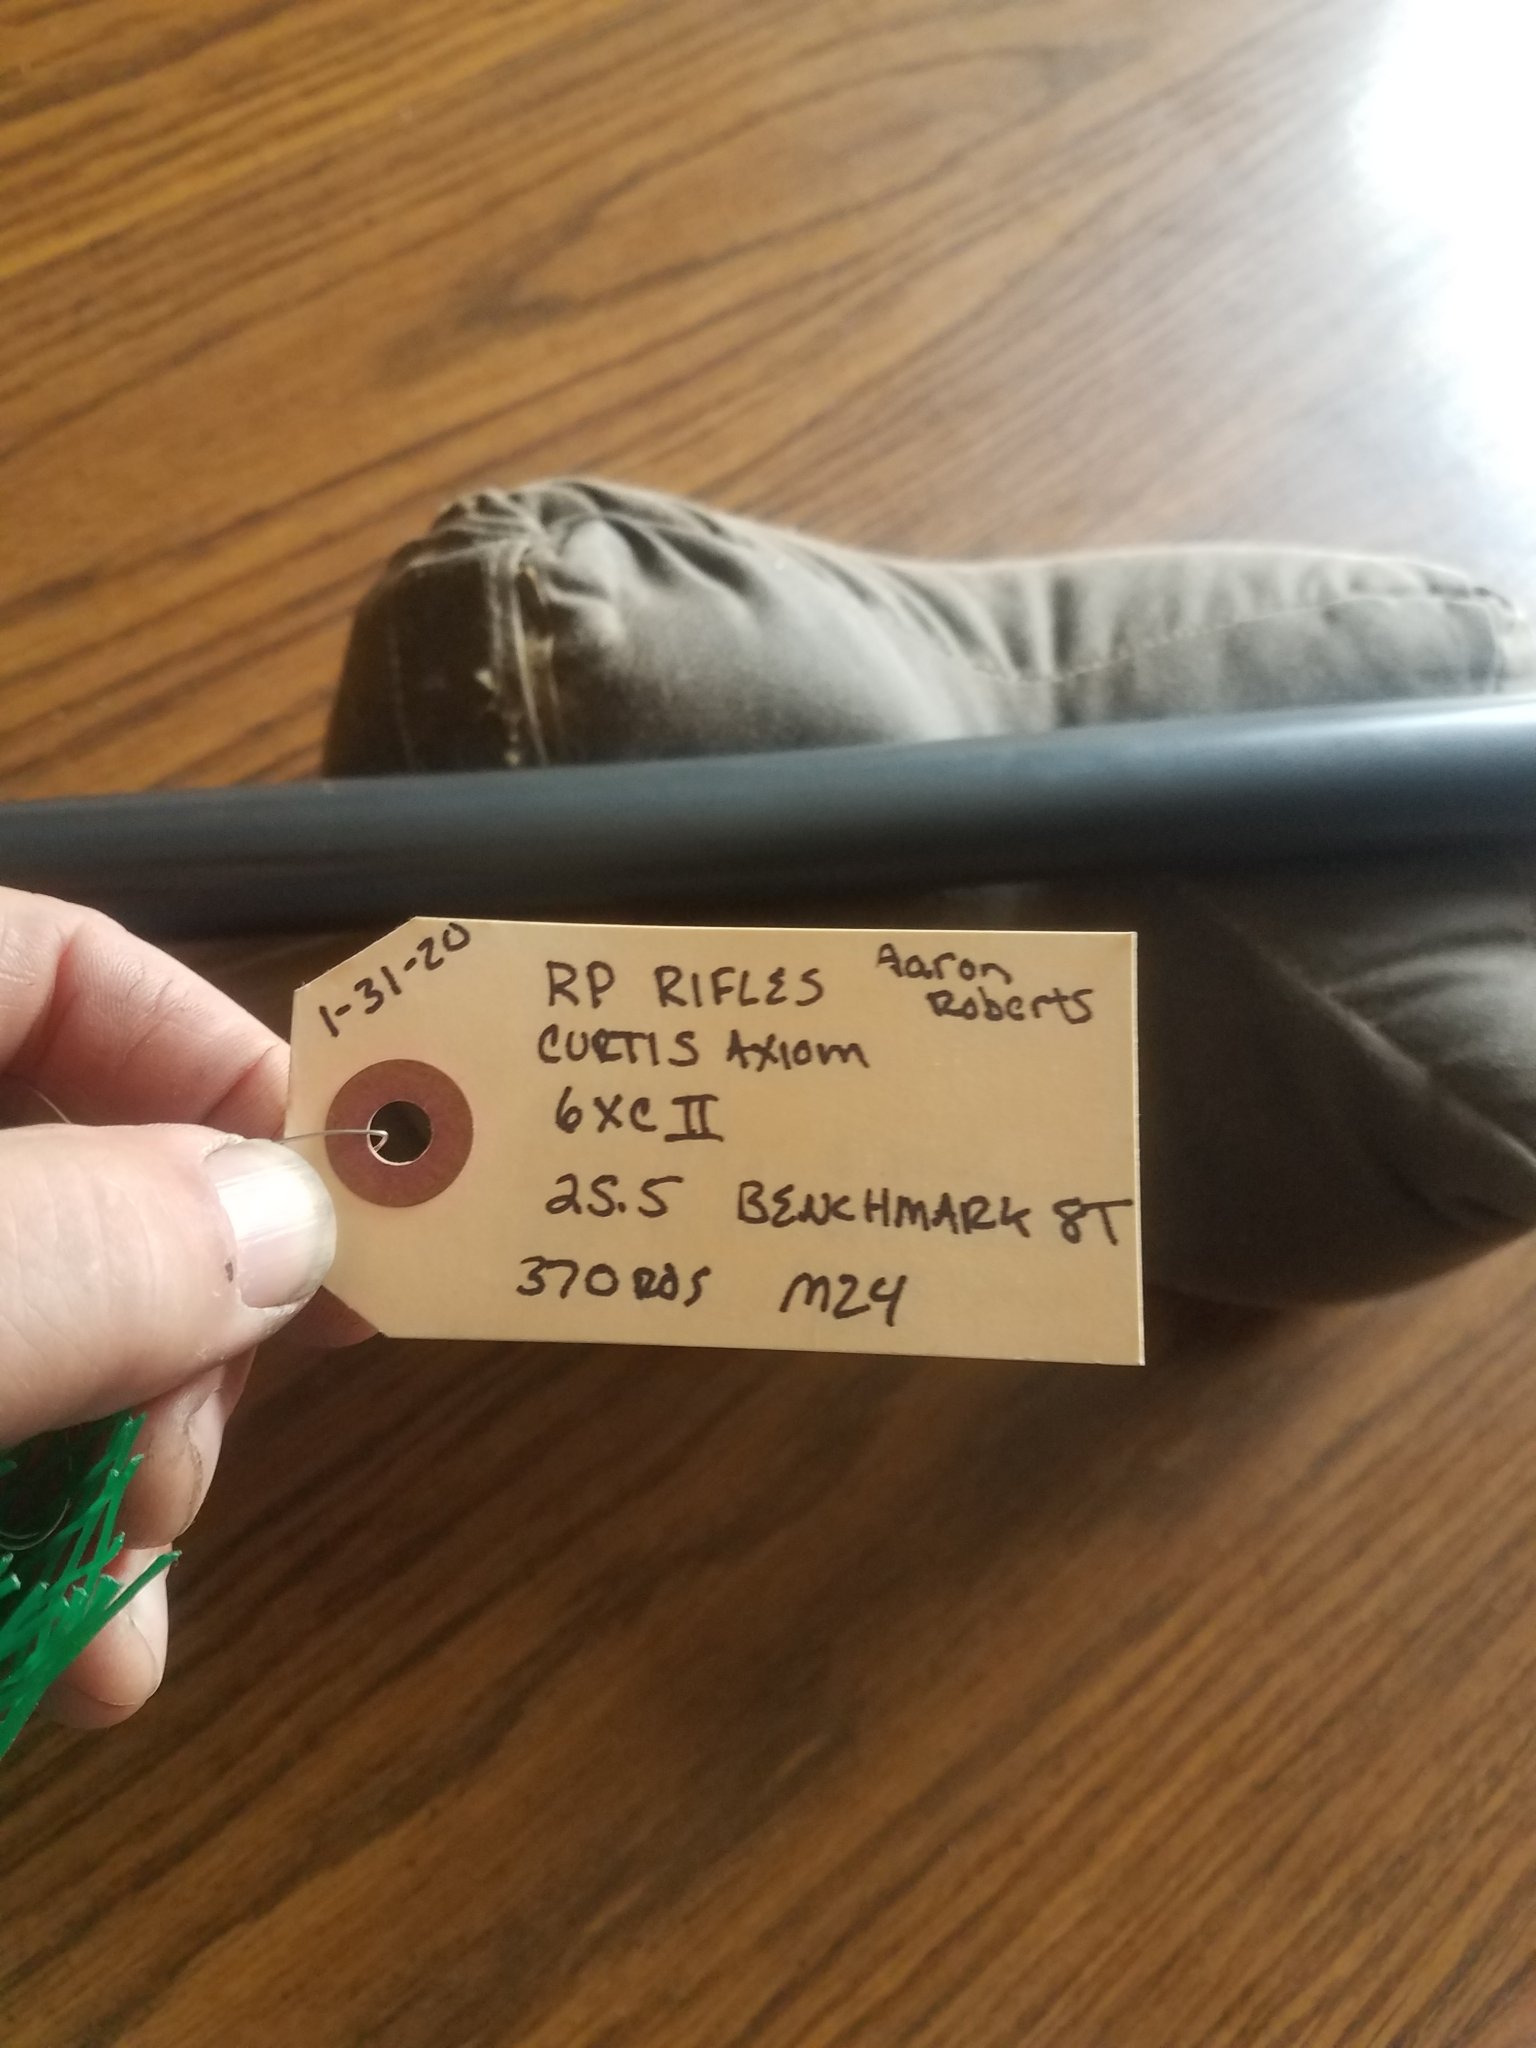 1-31-20
RP RIFLES Aaron
Roberts
CURTIS Axiom
6XC II
25.5 BENCHMARK 8T
370 RDS M24